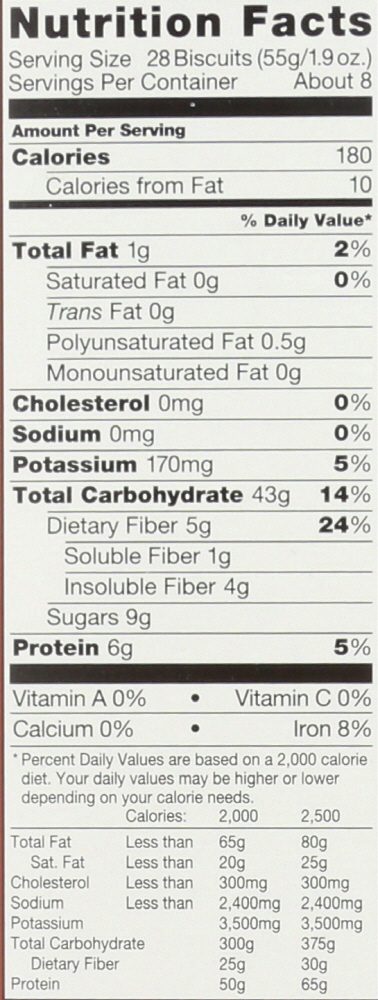 Nutrition Facts
Serving Size 28 Biscuits (55g/1.9 oz.)
Servings Per Container About 8
Amount Per Serving
Calories 180
Calories from Fat 10
% Daily Value*
Total Fat 1g 2%
Saturated Fat 0g 0%
Trans Fat 0g
Polyunsaturated Fat 0.5g
Monounsaturated Fat 0g
Cholesterol 0mg 0%
Sodium 0mg 0%
Potassium 170mg 5%
Total Carbohydrate 43g 14%
Dietary Fiber 5g 24%
Soluble Fiber 1g
Insoluble Fiber 4g
Sugars 9g
Protein 6g 5%
Vitamin A 0% • Vitamin C 0%
Calcium 0% • Iron 8%
* Percent Daily Values are based on a 2,000 calorie
diet. Your daily values may be higher or lower
depending on your calorie needs.
Calories: 2,000 2,500
Total Fat Less than 65g 80g
Sat. Fat Less than 20g 25g
Cholesterol Less than 300mg 300mg
Sodium Less than 2,400mg 2,400mg
Potassium 3,500mg 3,500mg
Total Carbohydrate 300g 375g
Dietary Fiber 25g 30g
Protein 50g 65g